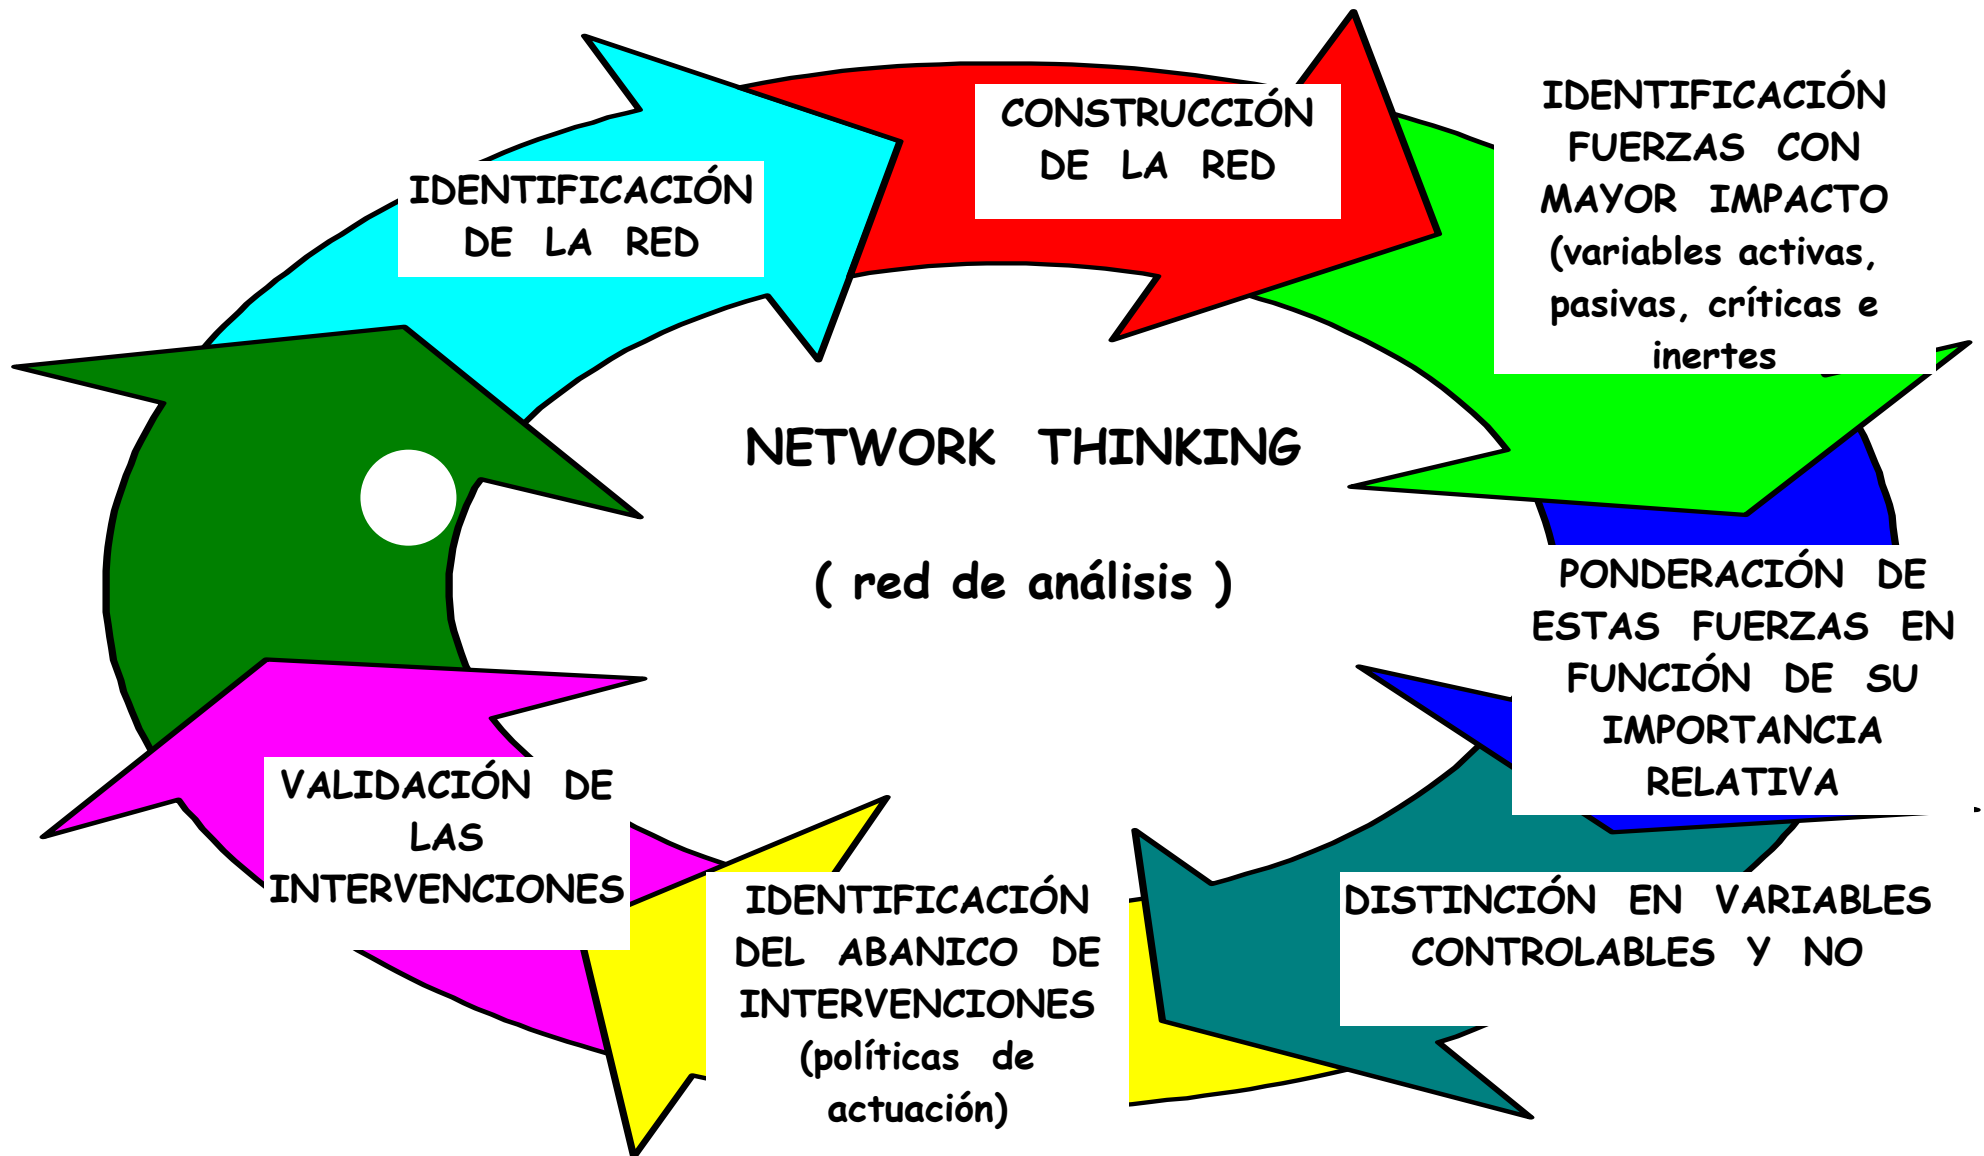 IDENTIFICACIÓN
DE LA RED
CONSTRUCCIÓN
DE LA RED
IDENTIFICACIÓN
FUERZAS CON
MAYOR IMPACTO
(variables activas,
pasivas, críticas e
inertes
PONDERACIÓN DE
ESTAS FUERZAS EN
FUNCIÓN DE SU
IMPORTANCIA
RELATIVA
DISTINCIÓN EN VARIABLES
CONTROLABLES Y NO
IDENTIFICACIÓN
DEL ABANICO DE
INTERVENCIONES
(políticas de
actuación)
VALIDACIÓN DE
LAS
INTERVENCIONES
NETWORK THINKING
( red de análisis )